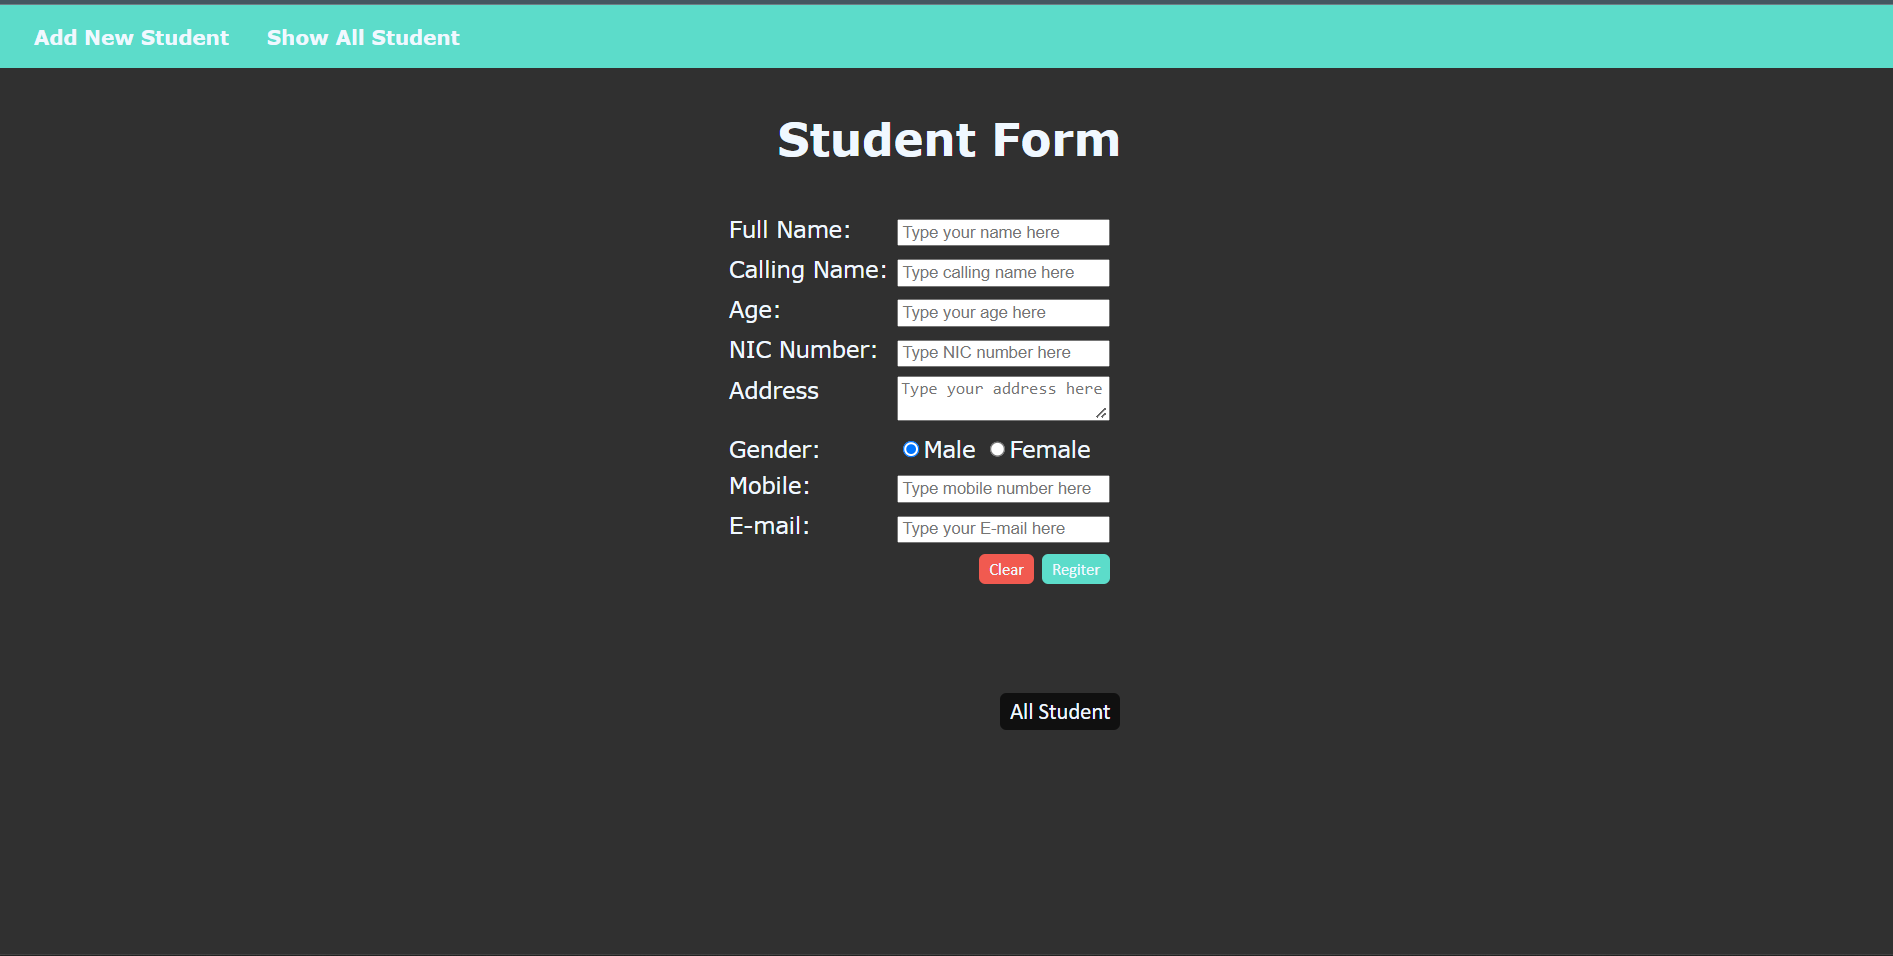 Add New Student Show All Student
Student Form
Full Name: Type your name here
Calling Name: Type calling name here
Age: Type your age here
NIC Number: Type NIC number here
Address Type your address here
Gender: Male Female
Mobile: Type mobile number here
E-mail: Type your E-mail here
Clear Regiter
All Student